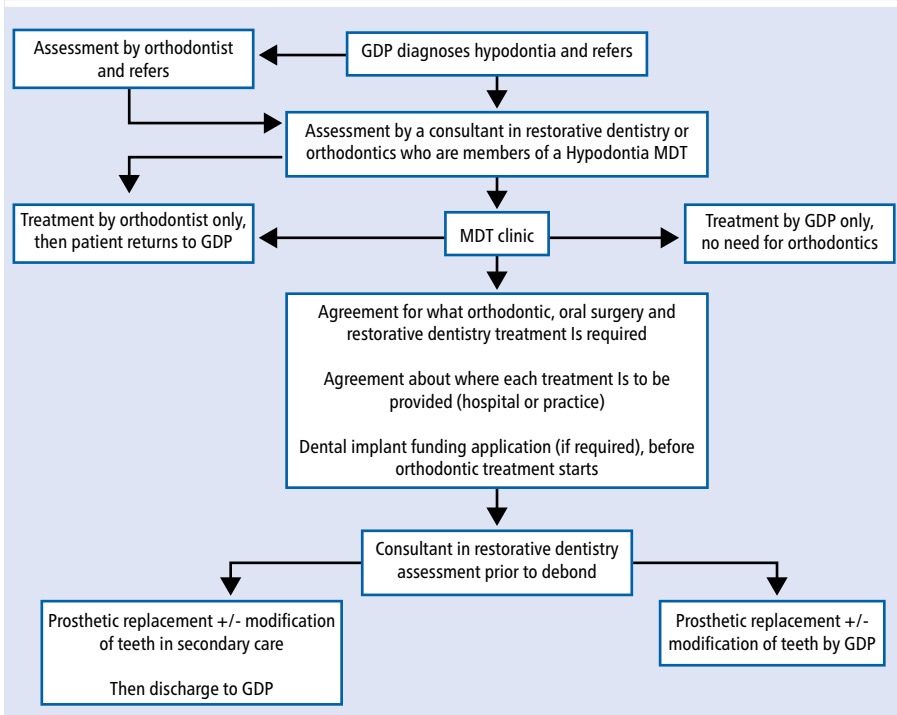 Assessment by orthodontist
and refers
GDP diagnoses hypodontia and refers
Assessment by a consultant in restorative dentistry or
orthodontics who are members of a Hypodontia MDT
Treatment by orthodontist only,
then patient returns to GDP
MDT clinic
Treatment by GDP only,
no need for orthodontics
Agreement for what orthodontic, oral surgery and
restorative dentistry treatment Is required
Agreement about where each treatment Is to be
provided (hospital or practice)
Dental implant funding application (if required), before
orthodontic treatment starts
Consultant in restorative dentistry
assessment prior to debond
Prosthetic replacement +/- modification
of teeth in secondary care
Then discharge to GDP
Prosthetic replacement +/-
modification of teeth by GDP